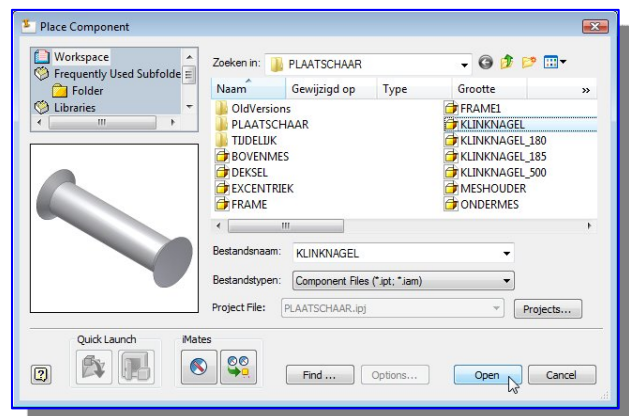 Place Component
Workspace
Frequently Used Subfolde
Folder
Libraries
Zoeken in: PLAATSCHAAR
Naam Gewijzigd op Type Grootte »
OldVersions
PLAATSCHAAR
TIJDELIJK
BOVENMES
DEKSEL
EXCENTRIEK
FRAME
FRAME1
KLINKNAGEL
KLINKNAGEL_180
KLINKNAGEL_185
KLINKNAGEL_500
MESHOUDER
ONDERMES
Bestandsnaam: KLINKNAGEL
Bestandstypen: Component Files (*.ipt; *.iam)
Project File: PLAATSCHAAR.ipj Projects...
Quick Launch iMates
? Find ... Options... Open Cancel